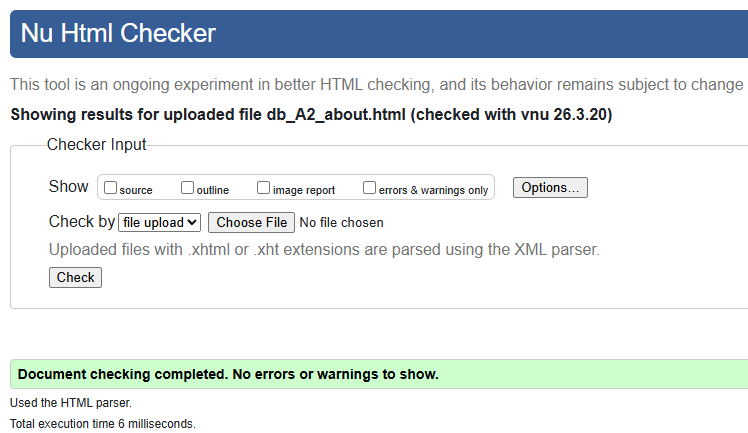 Nu Html Checker
This tool is an ongoing experiment in better HTML checking, and its behavior remains subject to change
Showing results for uploaded file db_A2_about.html (checked with vnu 26.3.20)
Checker Input
Show source outline image report errors & warnings only Options...
Check by file upload Choose File No file chosen
Uploaded files with .xhtml or .xht extensions are parsed using the XML parser.
Check
Document checking completed. No errors or warnings to show.
Used the HTML parser.
Total execution time 6 milliseconds.